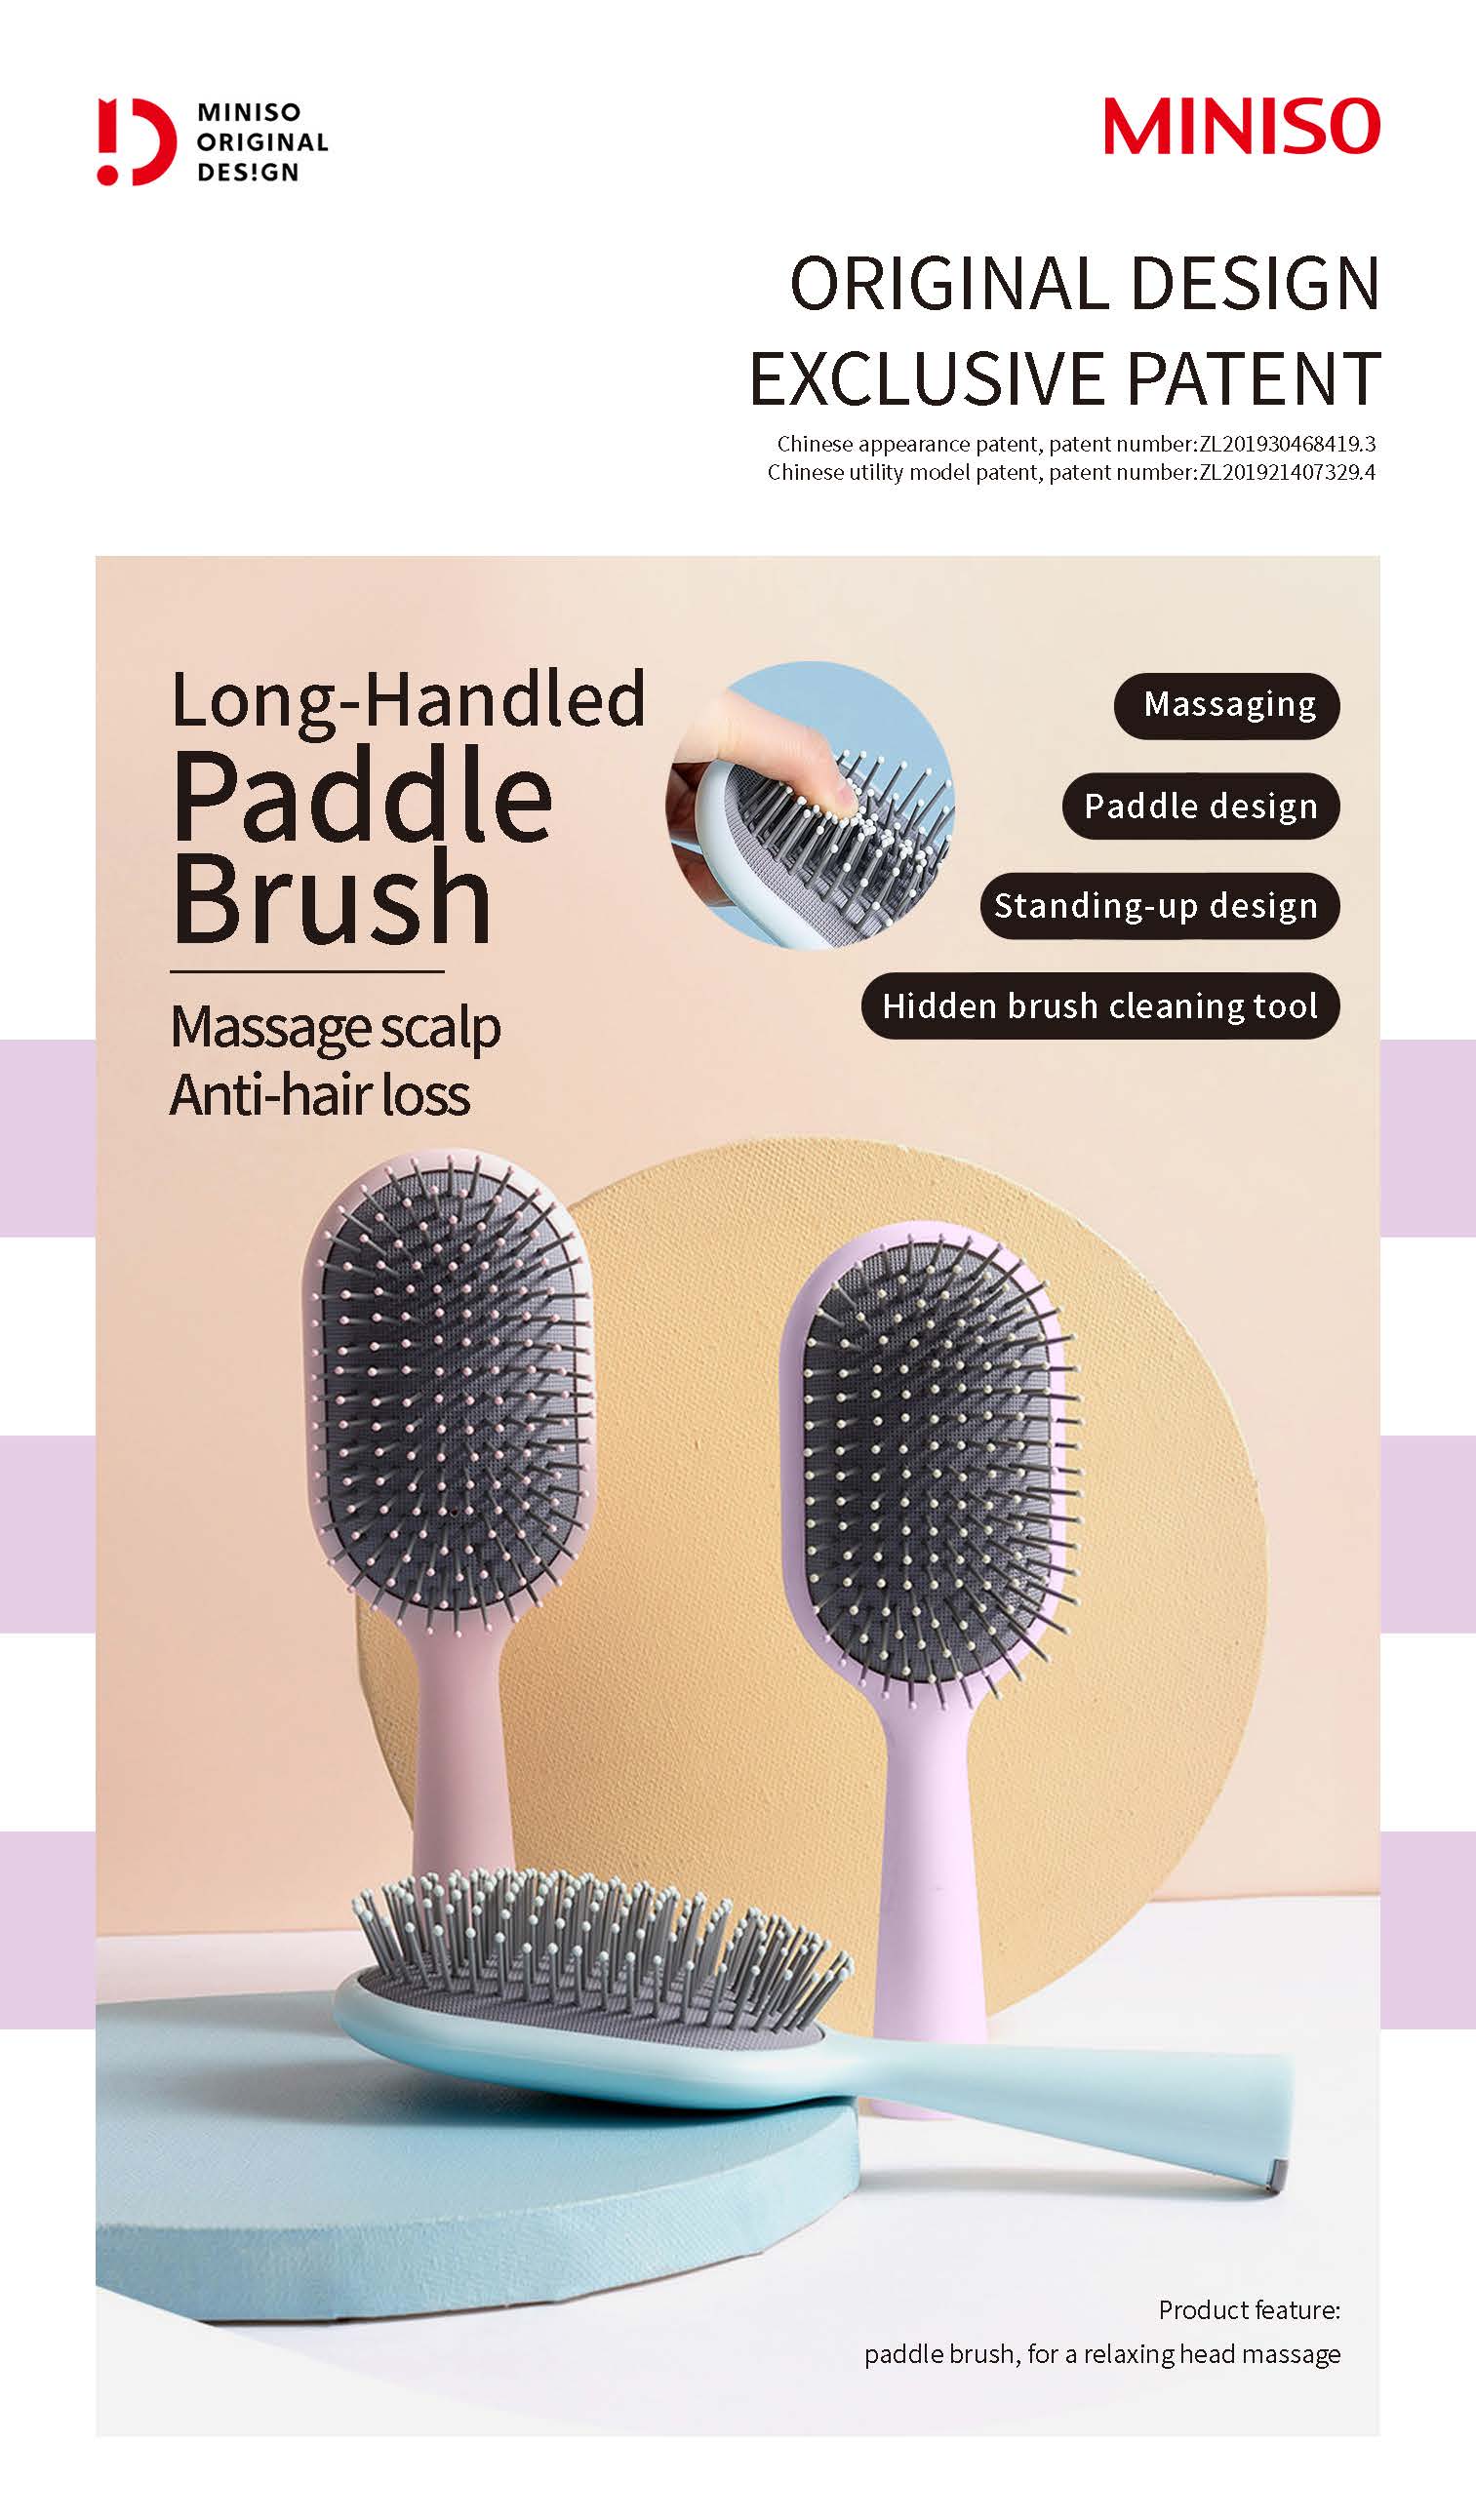 MINISO
ORIGINAL
DES!GN
MINISO
ORIGINAL DESIGN
EXCLUSIVE PATENT
Chinese appearance patent, patent number:ZL201930468419.3
Chinese utility model patent, patent number:ZL201921407329.4
Long-Handled
Paddle
Brush
Massage scalp
Anti-hair loss
Massaging
Paddle design
Standing-up design
Hidden brush cleaning tool
Product feature:
paddle brush, for a relaxing head massage